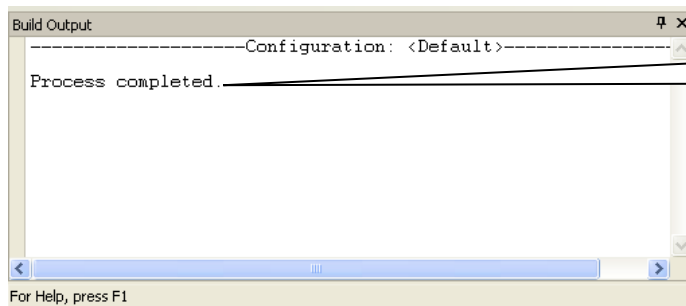 Build Output
--------------------Configuration: <Default>----------------
Process completed.
For Help, press F1